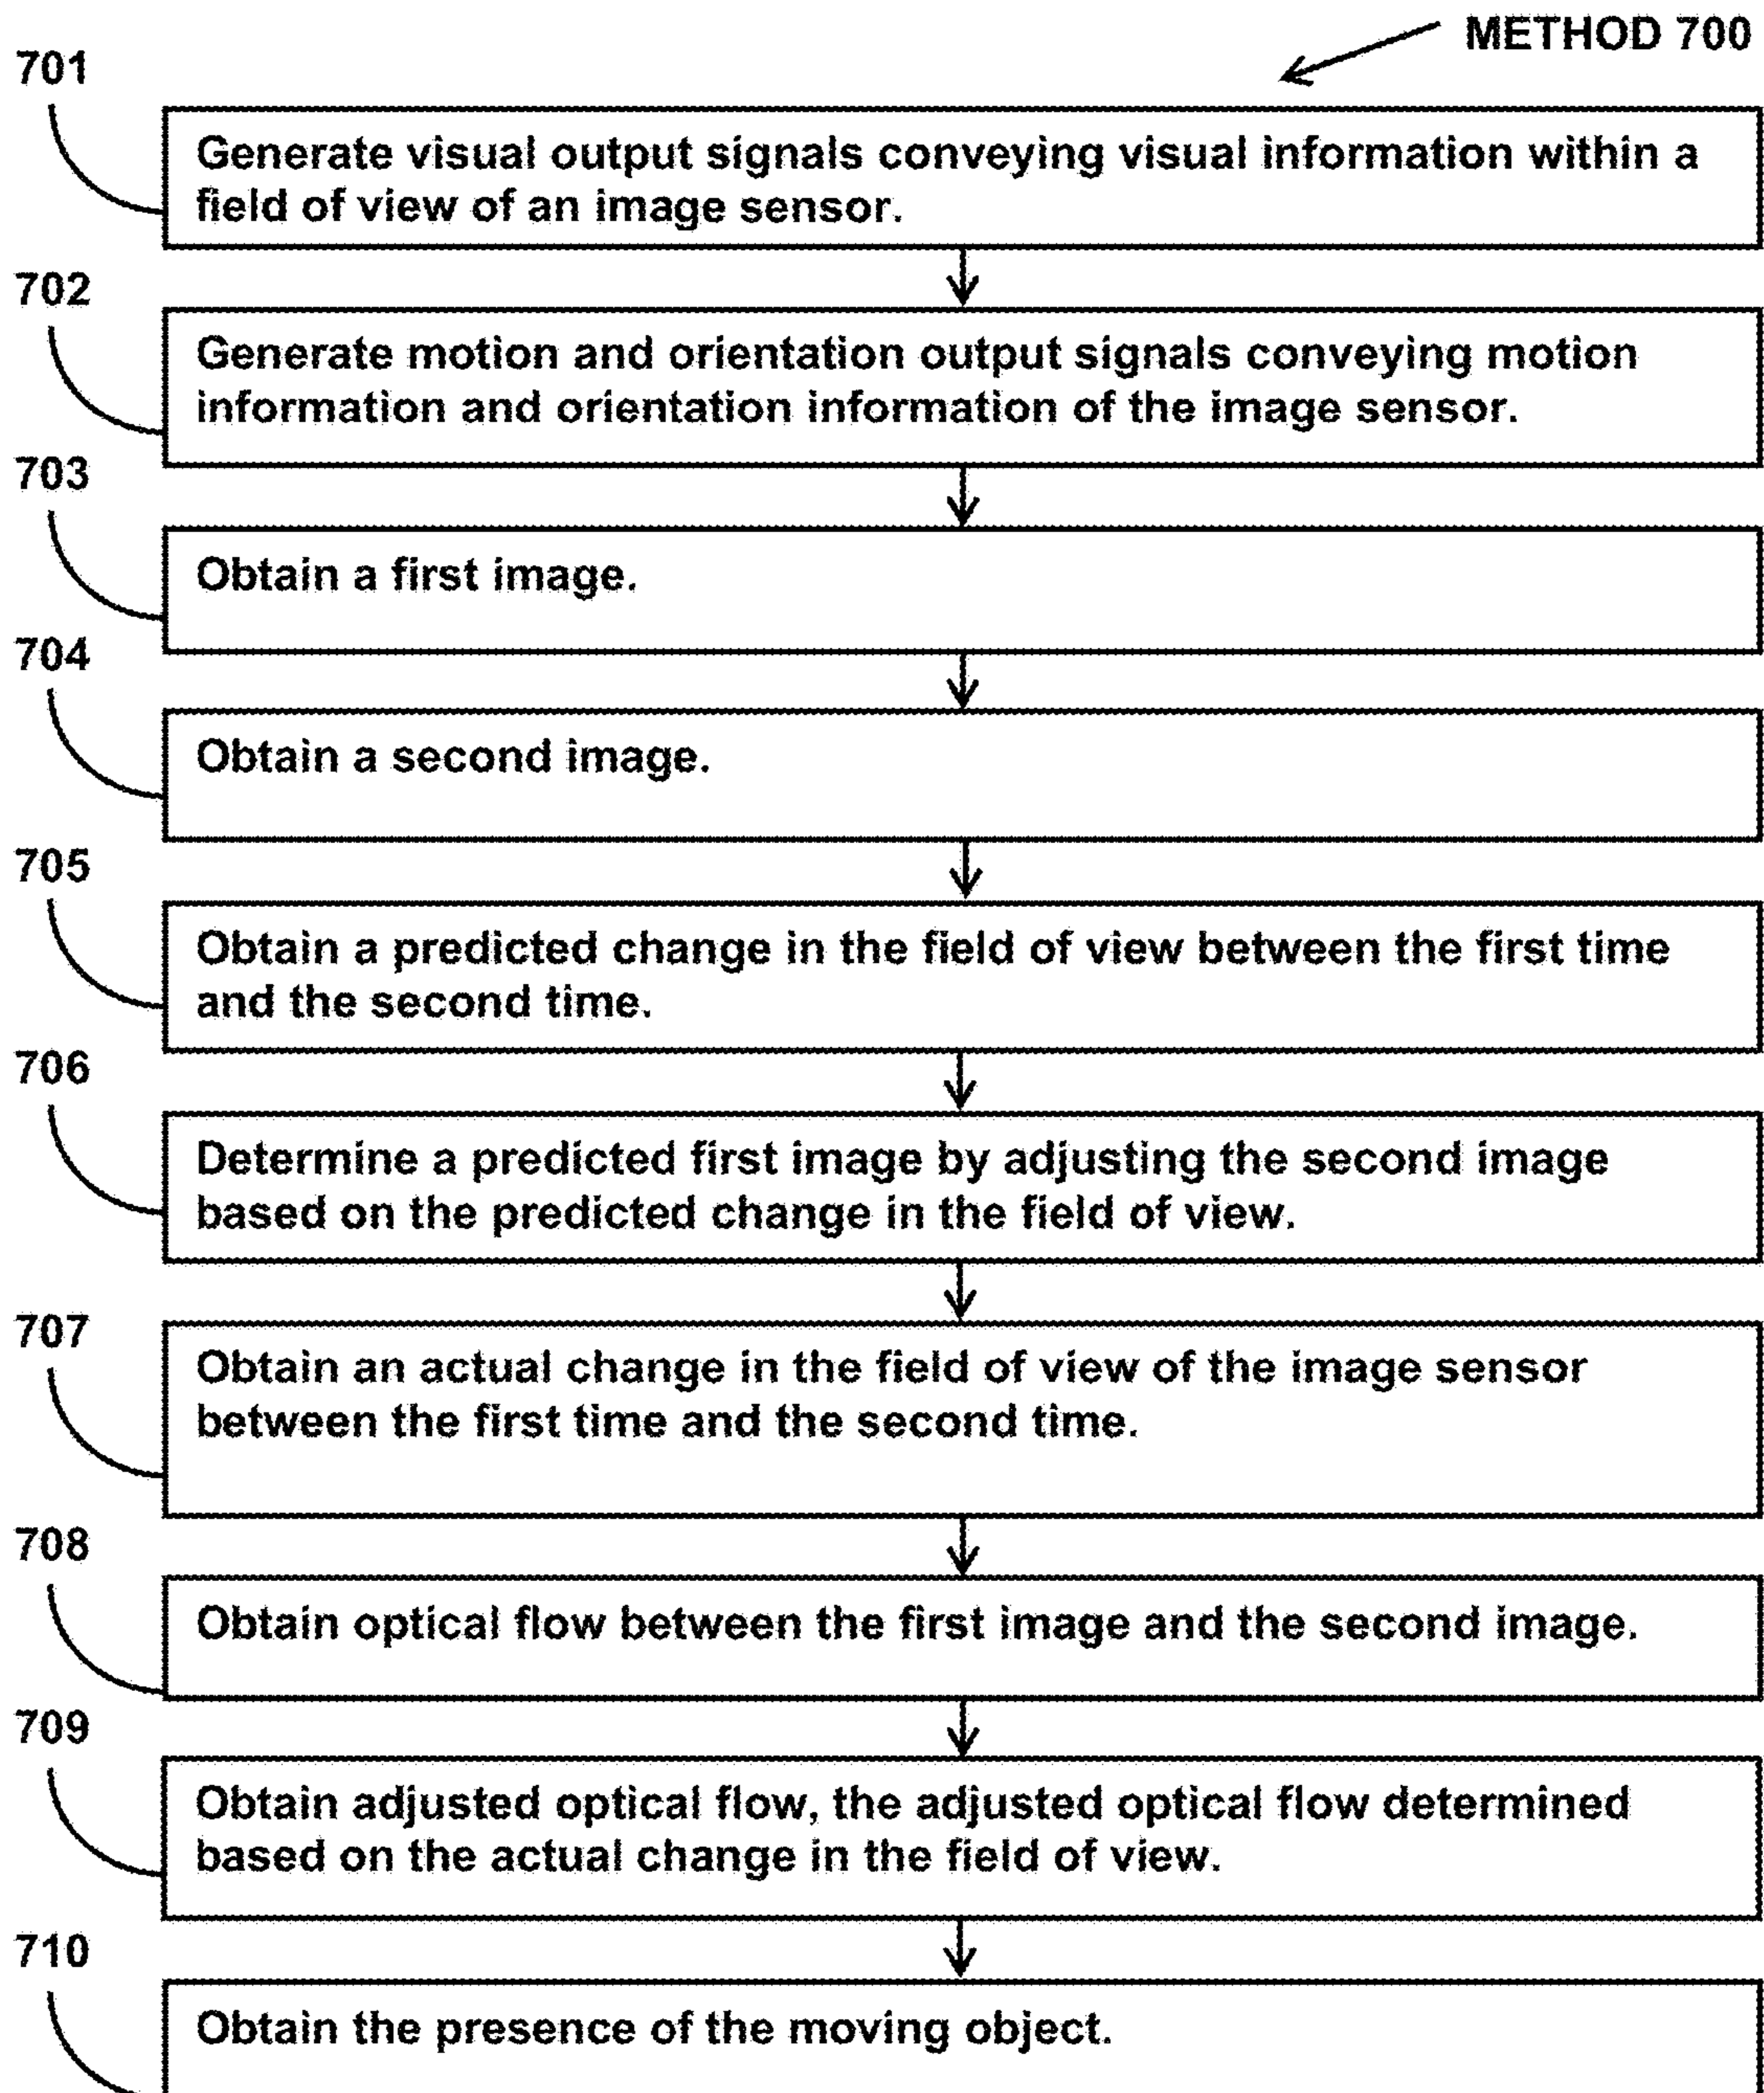 METHOD 700
701
Generate visual output signals conveying visual information within a
field of view of an image sensor.
702
Generate motion and orientation output signals conveying motion
information and orientation information of the image sensor.
703
Obtain a first image.
704
Obtain a second image.
705
Obtain a predicted change in the field of view between the first time
and the second time.
706
Determine a predicted first image by adjusting the second image
based on the predicted change in the field of view.
707
Obtain an actual change in the field of view of the image sensor
between the first time and the second time.
708
Obtain optical flow between the first image and the second image.
709
Obtain adjusted optical flow, the adjusted optical flow determined
based on the actual change in the field of view.
710
Obtain the presence of the moving object.